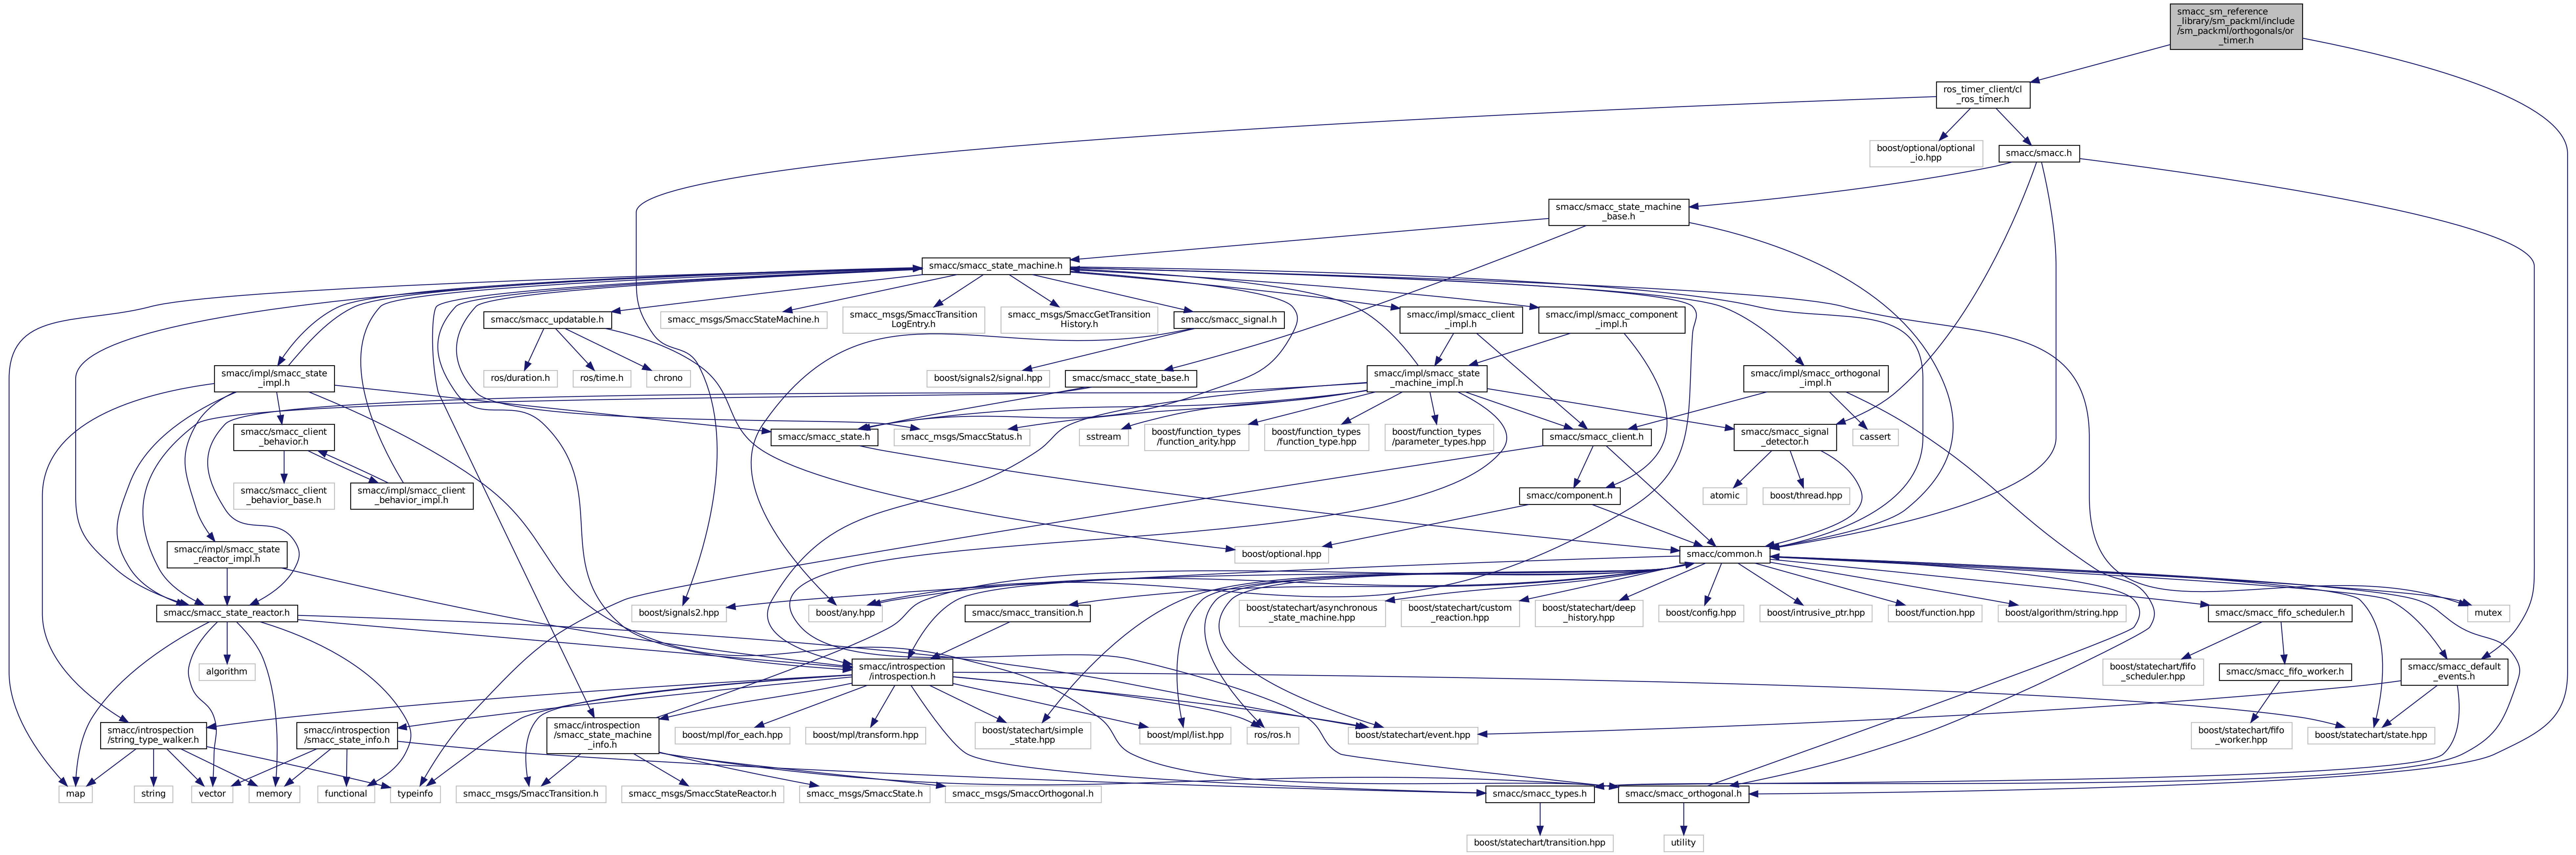 smacc_sm_reference
_library/sm_packml/include
/sm_packml/orthogonals/or
_timer.h
ros_timer_client/cl
_ros_timer.h
boost/optional/optional
_io.hpp
smacc/smacc.h
smacc/smacc_state_machine
_base.h
smacc/smacc_state_machine.h
smacc/smacc_updatable.h
smacc_msgs/SmaccStateMachine.h
smacc_msgs/SmaccTransition
LogEntry.h
smacc_msgs/SmaccGetTransition
History.h
smacc/smacc_signal.h
smacc/impl/smacc_client
_impl.h
smacc/impl/smacc_component
_impl.h
smacc/impl/smacc_state
_impl.h
ros/duration.h
ros/time.h
chrono
boost/signals2/signal.hpp
smacc/smacc_state_base.h
smacc/impl/smacc_state
_machine_impl.h
smacc/impl/smacc_orthogonal
_impl.h
smacc/smacc_client
_behavior.h
smacc/smacc_state.h
smacc_msgs/SmaccStatus.h
sstream
boost/function_types
/function_arity.hpp
boost/function_types
/function_type.hpp
boost/function_types
/parameter_types.hpp
smacc/smacc_client.h
smacc/smacc_signal
_detector.h
cassert
smacc/smacc_client
_behavior_base.h
smacc/impl/smacc_client
_behavior_impl.h
smacc/component.h
atomic
boost/thread.hpp
smacc/impl/smacc_state
_reactor_impl.h
boost/optional.hpp
smacc/common.h
smacc/smacc_state_reactor.h
boost/signals2.hpp
boost/any.hpp
smacc/smacc_transition.h
boost/statechart/asynchronous
_state_machine.hpp
boost/statechart/custom
_reaction.hpp
boost/statechart/deep
_history.hpp
boost/config.hpp
boost/intrusive_ptr.hpp
boost/function.hpp
boost/algorithm/string.hpp
smacc/smacc_fifo_scheduler.h
mutex
algorithm
smacc/introspection
/introspection.h
boost/statechart/fifo
_scheduler.hpp
smacc/smacc_fifo_worker.h
smacc/smacc_default
_events.h
smacc/introspection
/string_type_walker.h
smacc/introspection
/smacc_state_info.h
smacc/introspection
/smacc_state_machine
_info.h
boost/mpl/for_each.hpp
boost/mpl/transform.hpp
boost/statechart/simple
_state.hpp
boost/mpl/list.hpp
ros/ros.h
boost/statechart/event.hpp
boost/statechart/fifo
_worker.hpp
boost/statechart/state.hpp
map
string
vector
memory
functional
typeinfo
smacc_msgs/SmaccTransition.h
smacc_msgs/SmaccStateReactor.h
smacc_msgs/SmaccState.h
smacc_msgs/SmaccOrthogonal.h
smacc/smacc_types.h
smacc/smacc_orthogonal.h
boost/statechart/transition.hpp
utility